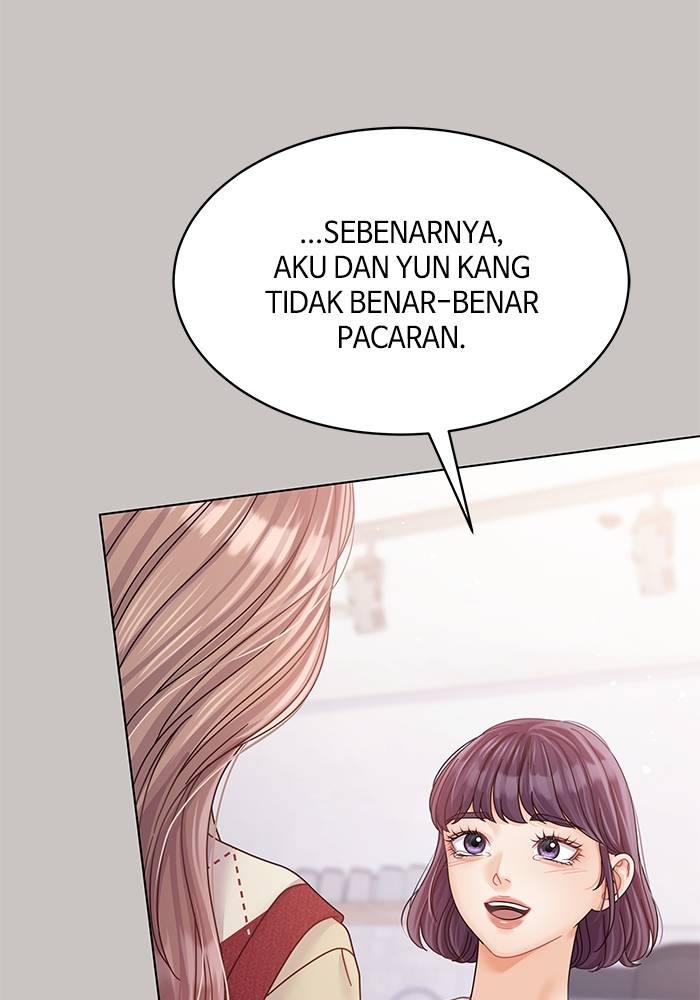 ...SEBENARNYA,
AKU DAN YUN KANG
TIDAK BENAR-BENAR
PACARAN.